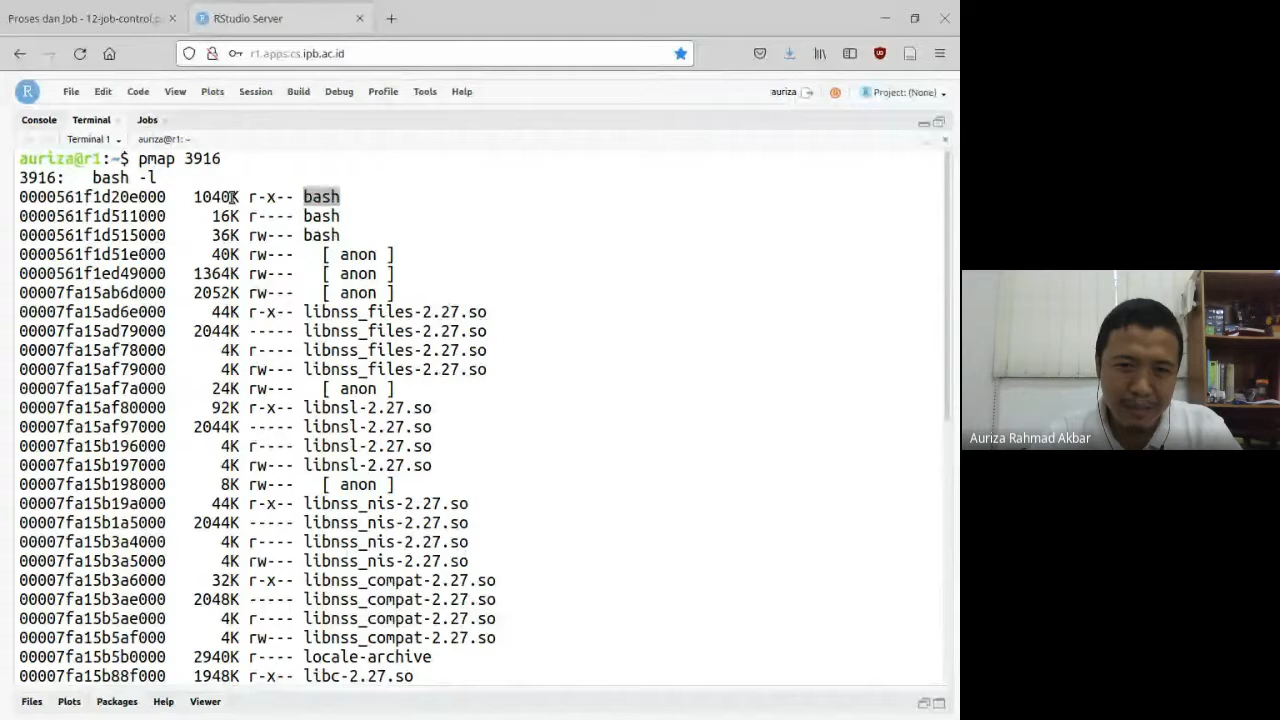 Proses dan Job - 12-job-control.p
RStudio Server
r1.apps.cs.ipb.ac.id
File Edit Code View Plots Session Build Debug Profile Tools Help
auriza
Project: (None)
Console Terminal Jobs
Terminal 1 auriza@r1: ~
auriza@r1:~$ pmap 3916
3916:   bash -l
0000561f1d20e000   1040K r-x-- bash
0000561f1d511000     16K r---- bash
0000561f1d515000     36K rw--- bash
0000561f1d51e000     40K rw---   [ anon ]
0000561f1ed49000   1364K rw---   [ anon ]
00007fa15ab6d000   2052K rw---   [ anon ]
00007fa15ad6e000     44K r-x-- libnss_files-2.27.so
00007fa15ad79000   2044K ----- libnss_files-2.27.so
00007fa15af78000      4K r---- libnss_files-2.27.so
00007fa15af79000      4K rw--- libnss_files-2.27.so
00007fa15af7a000     24K rw---   [ anon ]
00007fa15af80000     92K r-x-- libnsl-2.27.so
00007fa15af97000   2044K ----- libnsl-2.27.so
00007fa15b196000      4K r---- libnsl-2.27.so
00007fa15b197000      4K rw--- libnsl-2.27.so
00007fa15b198000      8K rw---   [ anon ]
00007fa15b19a000     44K r-x-- libnss_nis-2.27.so
00007fa15b1a5000   2044K ----- libnss_nis-2.27.so
00007fa15b3a4000      4K r---- libnss_nis-2.27.so
00007fa15b3a5000      4K rw--- libnss_nis-2.27.so
00007fa15b3a6000     32K r-x-- libnss_compat-2.27.so
00007fa15b3ae000   2048K ----- libnss_compat-2.27.so
00007fa15b5ae000      4K r---- libnss_compat-2.27.so
00007fa15b5af000      4K rw--- libnss_compat-2.27.so
00007fa15b5b0000   2940K r---- locale-archive
00007fa15b88f000   1948K r-x-- libc-2.27.so
Files Plots Packages Help Viewer
Auriza Rahmad Akbar